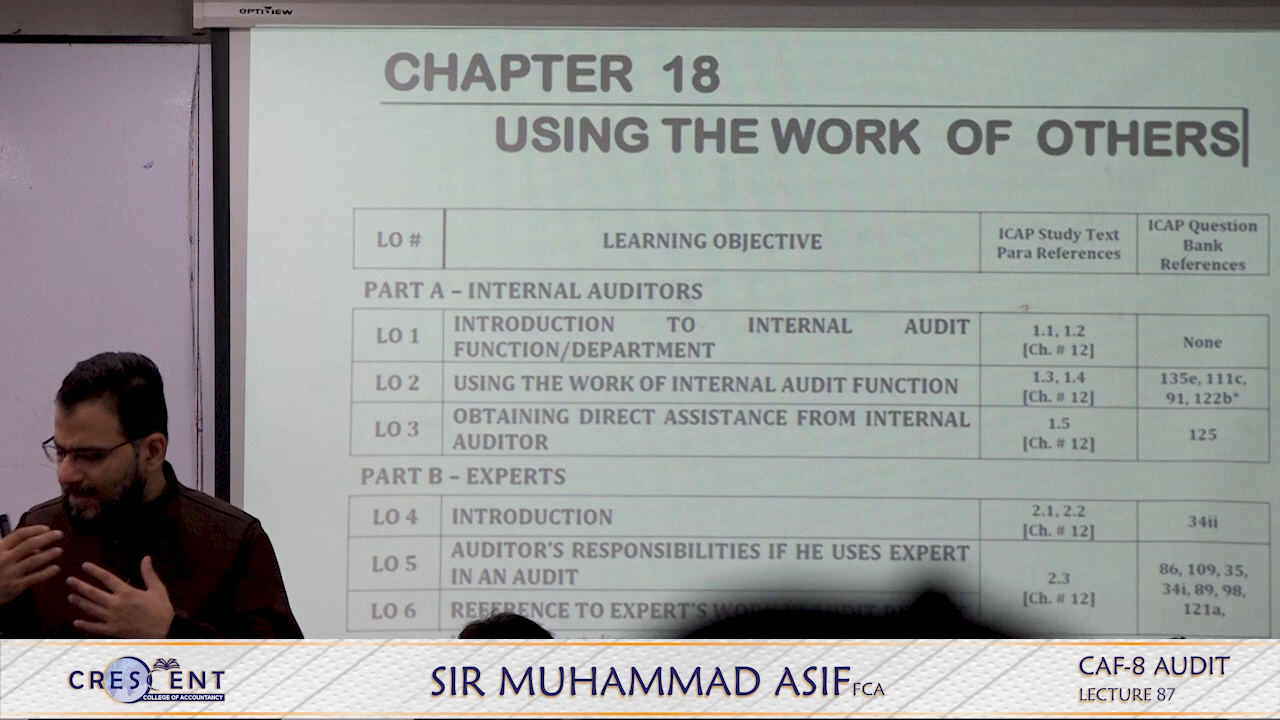 OPTIVIEW
CHAPTER 18
USING THE WORK OF OTHERS
LO # LEARNING OBJECTIVE ICAP Study Text Para References ICAP Question Bank References
PART A – INTERNAL AUDITORS
LO 1 INTRODUCTION TO INTERNAL AUDIT FUNCTION/DEPARTMENT 1.1, 1.2 [Ch. # 12] None
LO 2 USING THE WORK OF INTERNAL AUDIT FUNCTION 1.3, 1.4 [Ch. # 12] 135e, 111c, 91, 122b*
LO 3 OBTAINING DIRECT ASSISTANCE FROM INTERNAL AUDITOR 1.5 [Ch. # 12] 125
PART B – EXPERTS
LO 4 INTRODUCTION 2.1, 2.2 [Ch. # 12] 34ii
LO 5 AUDITOR'S RESPONSIBILITIES IF HE USES EXPERT IN AN AUDIT 2.3 [Ch. # 12] 86, 109, 35, 34i, 89, 98, 121a,
LO 6 REFERENCE TO EXPERT'S
CRESCENT
COLLEGE OF ACCOUNTANCY
SIR MUHAMMAD ASIF FCA
CAF-8 AUDIT
LECTURE 87